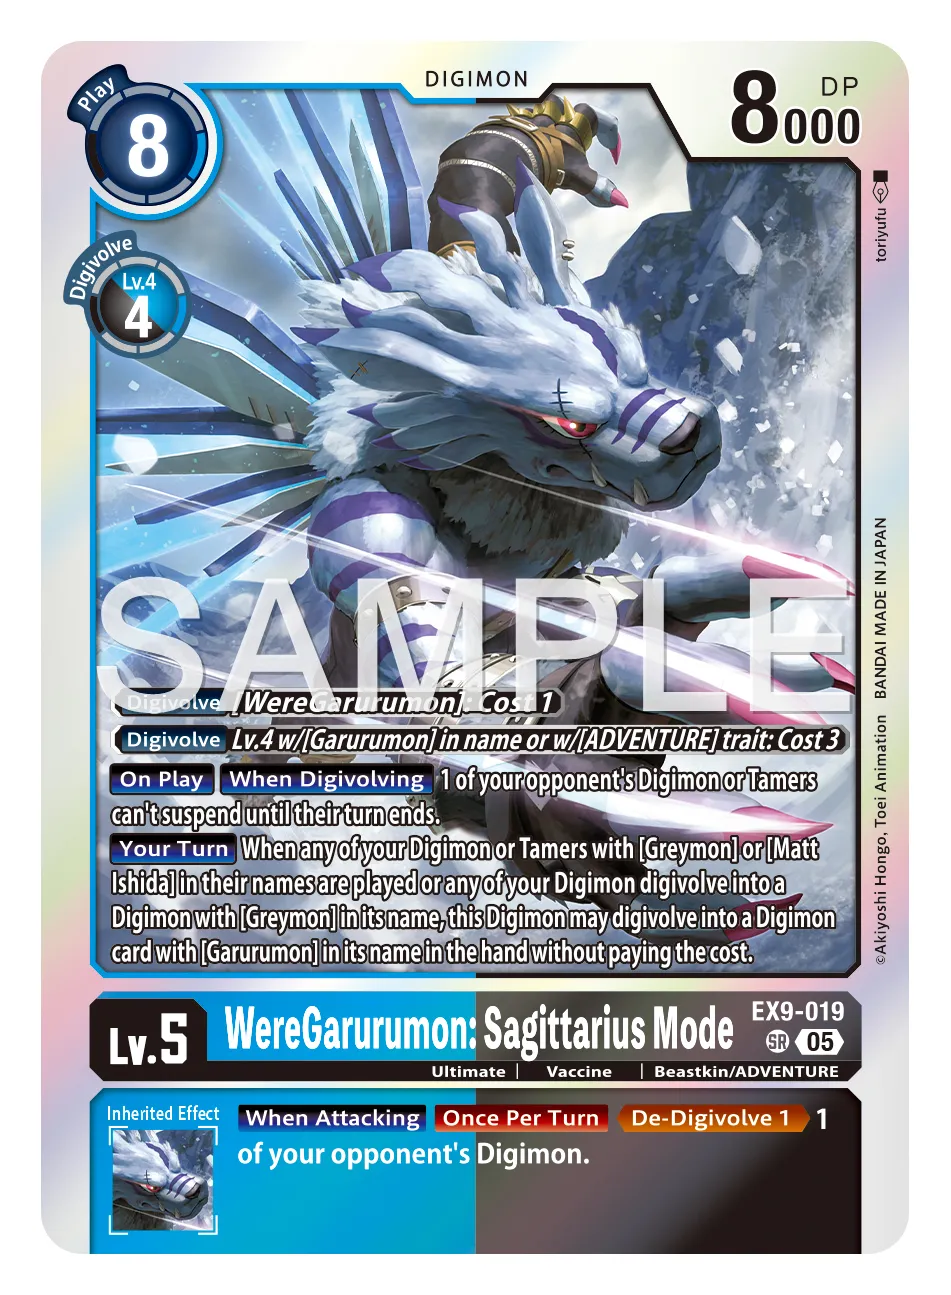 DIGIMON
Play
8
DP
8000
Digivolve
Lv.4
4
toriyufu
SAMPLE
Digivolve [WereGarurumon]: Cost 1
Digivolve Lv.4 w/[Garurumon] in name or w/[ADVENTURE] trait: Cost 3
On Play When Digivolving 1 of your opponent's Digimon or Tamers
can't suspend until their turn ends.
Your Turn When any of your Digimon or Tamers with [Greymon] or [Matt
Ishida] in their names are played or any of your Digimon digivolve into a
Digimon with [Greymon] in its name, this Digimon may digivolve into a Digimon
card with [Garurumon] in its name in the hand without paying the cost.
©Akiyoshi Hongo, Toei Animation BANDAI MADE IN JAPAN
Lv.5
WereGarurumon: Sagittarius Mode
EX9-019
SR 05
Ultimate | Vaccine | Beastkin/ADVENTURE
Inherited Effect
When Attacking Once Per Turn De-Digivolve 1 1
of your opponent's Digimon.